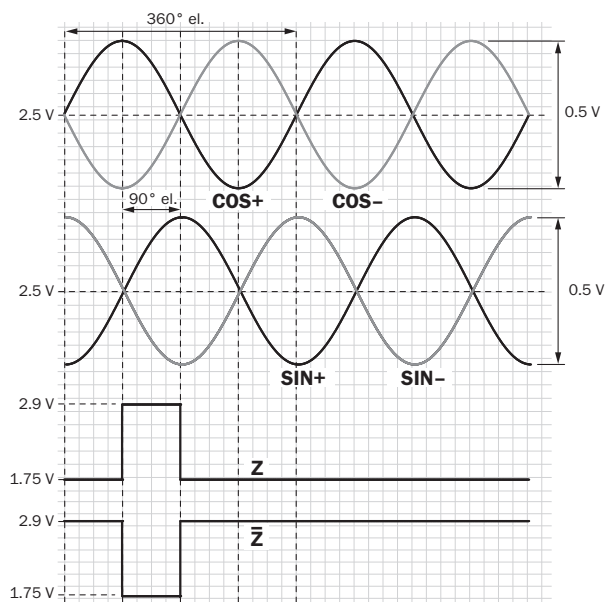 360° el.
2.5 V
0.5 V
COS+
COS–
90° el.
2.5 V
0.5 V
SIN+
SIN–
2.9 V
1.75 V
Z
2.9 V
Z̅
1.75 V